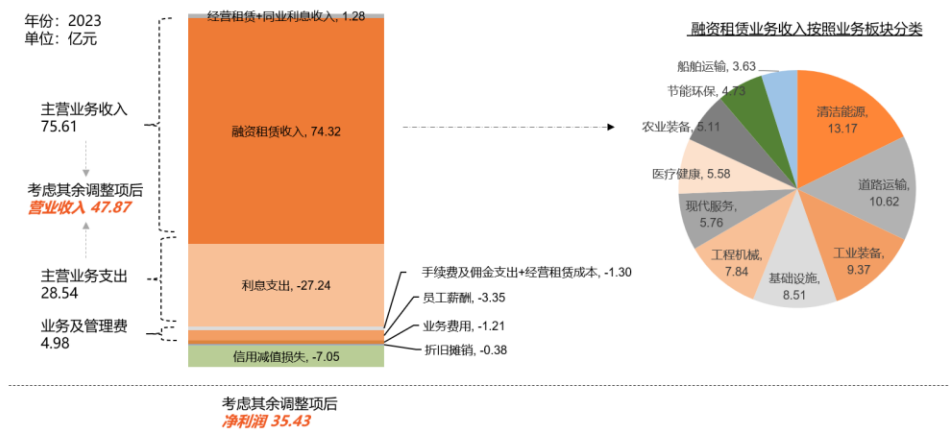 年份：2023
单位：亿元
经营租赁+同业利息收入, 1.28
主营业务收入
75.61
融资租赁收入, 74.32
考虑其余调整项后
营业收入 47.87
主营业务支出
28.54
利息支出, -27.24
手续费及佣金支出+经营租赁成本, -1.30
员工薪酬, -3.35
业务及管理费
4.98
业务费用, -1.21
折旧摊销, -0.38
信用减值损失, -7.05
考虑其余调整项后
净利润 35.43
融资租赁业务收入按照业务板块分类
船舶运输, 3.63
节能环保, 4.73
农业装备, 5.11
医疗健康, 5.58
现代服务,
5.76
工程机械,
7.84
基础设施,
8.51
工业装备,
9.37
道路运输,
10.62
清洁能源,
13.17